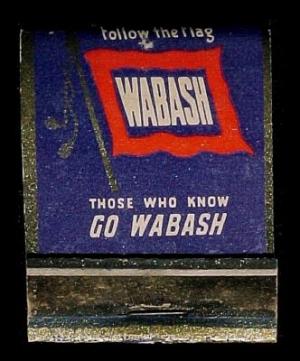 follow the flag
WABASH
THOSE WHO KNOW
GO WABASH